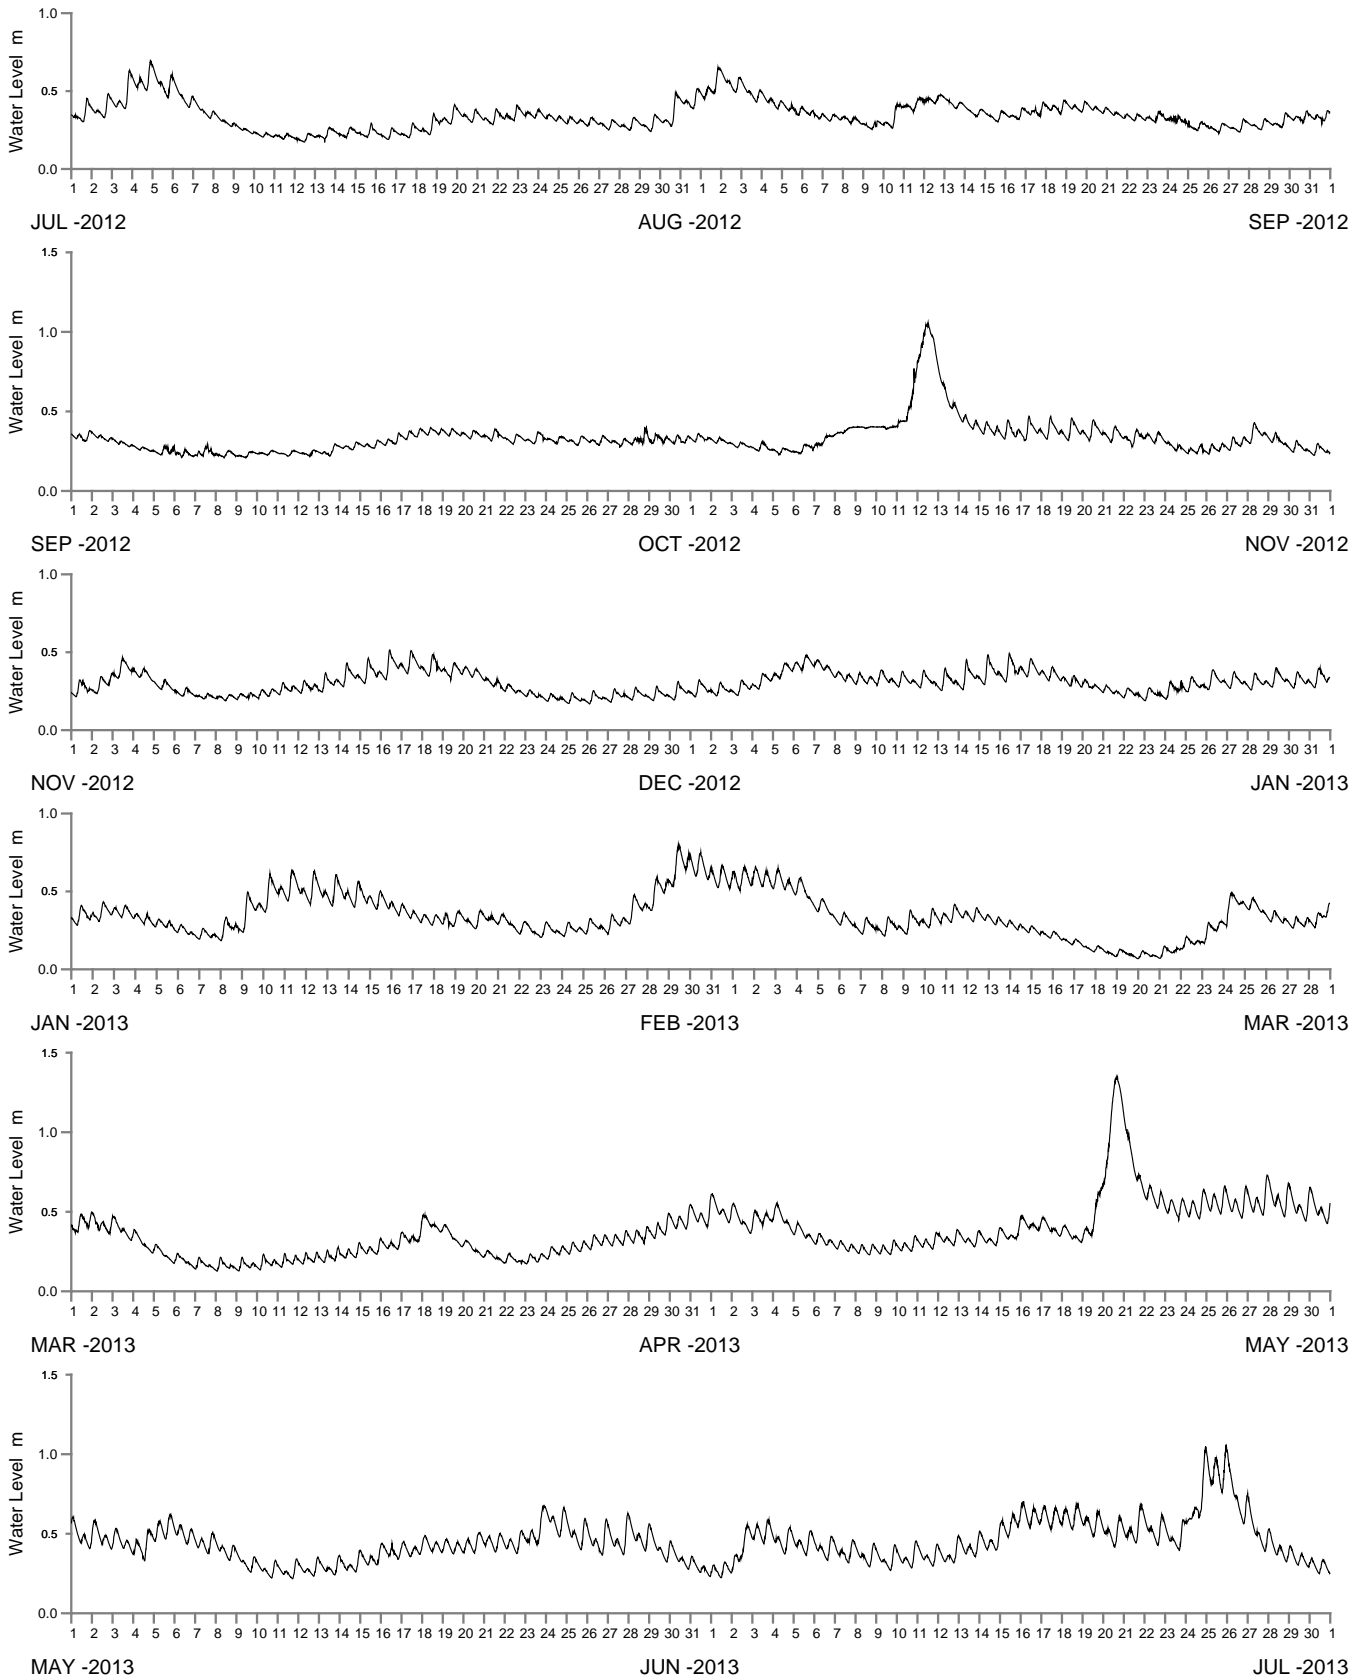 1.0
0.5
0.0
Water Level m
1 2 3 4 5 6 7 8 9 10 11 12 13 14 15 16 17 18 19 20 21 22 23 24 25 26 27 28 29 30 31 1 2 3 4 5 6 7 8 9 10 11 12 13 14 15 16 17 18 19 20 21 22 23 24 25 26 27 28 29 30 31 1
JUL -2012 AUG -2012 SEP -2012
1.5
1.0
0.5
0.0
Water Level m
1 2 3 4 5 6 7 8 9 10 11 12 13 14 15 16 17 18 19 20 21 22 23 24 25 26 27 28 29 30 1 2 3 4 5 6 7 8 9 10 11 12 13 14 15 16 17 18 19 20 21 22 23 24 25 26 27 28 29 30 31 1
SEP -2012 OCT -2012 NOV -2012
1.0
0.5
0.0
Water Level m
1 2 3 4 5 6 7 8 9 10 11 12 13 14 15 16 17 18 19 20 21 22 23 24 25 26 27 28 29 30 1 2 3 4 5 6 7 8 9 10 11 12 13 14 15 16 17 18 19 20 21 22 23 24 25 26 27 28 29 30 31 1
NOV -2012 DEC -2012 JAN -2013
1.0
0.5
0.0
Water Level m
1 2 3 4 5 6 7 8 9 10 11 12 13 14 15 16 17 18 19 20 21 22 23 24 25 26 27 28 29 30 31 1 2 3 4 5 6 7 8 9 10 11 12 13 14 15 16 17 18 19 20 21 22 23 24 25 26 27 28 1
JAN -2013 FEB -2013 MAR -2013
1.5
1.0
0.5
0.0
Water Level m
1 2 3 4 5 6 7 8 9 10 11 12 13 14 15 16 17 18 19 20 21 22 23 24 25 26 27 28 29 30 31 1 2 3 4 5 6 7 8 9 10 11 12 13 14 15 16 17 18 19 20 21 22 23 24 25 26 27 28 29 30 1
MAR -2013 APR -2013 MAY -2013
1.5
1.0
0.5
0.0
Water Level m
1 2 3 4 5 6 7 8 9 10 11 12 13 14 15 16 17 18 19 20 21 22 23 24 25 26 27 28 29 30 31 1 2 3 4 5 6 7 8 9 10 11 12 13 14 15 16 17 18 19 20 21 22 23 24 25 26 27 28 29 30 1
MAY -2013 JUN -2013 JUL -2013